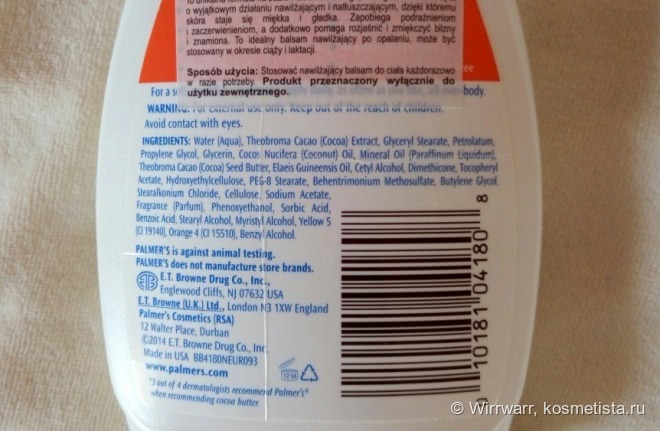 o wyjątkowym działaniu nawilżającym i natłuszczającym, dzięki któremu
skóra staje się miękka i gładka. Zapobiega podrażnieniom
i zaczerwienieniom, a dodatkowo pomaga rozjaśnić i zmiękczyć blizny
i znamiona. To idealny balsam nawilżający po opalaniu, może być
stosowany w okresie ciąży i laktacji.
Sposób użycia: Stosować nawilżający balsam do ciała każdorazowo
w razie potrzeby. Produkt przeznaczony wyłącznie do
użytku zewnętrznego.
For a body.
WARNING: For external use only. Keep out of the reach of children.
Avoid contact with eyes.
INGREDIENTS: Water (Aqua), Theobroma Cacao (Cocoa) Extract, Glyceryl Stearate, Petrolatum,
Propylene Glycol, Glycerin, Cocos Nucifera (Coconut) Oil, Mineral Oil (Paraffinum Liquidum),
Theobroma Cacao (Cocoa) Seed Butter, Elaeis Guineensis Oil, Cetyl Alcohol, Dimethicone, Tocopheryl
Acetate, Hydroxyethylcellulose, PEG-8 Stearate, Behentrimonium Methosulfate, Butylene Glycol,
Stearalkonium Chloride, Cellulose, Sodium Acetate,
Fragrance (Parfum), Phenoxyethanol, Sorbic Acid,
Benzoic Acid, Stearyl Alcohol, Myristyl Alcohol, Yellow 5
(CI 19140), Orange 4 (CI 15510), Benzyl Alcohol.
PALMER'S is against animal testing.
PALMER'S does not manufacture store brands.
EB
E.T. Browne Drug Co., Inc.,
Englewood Cliffs, NJ 07632 USA
E.T. Browne (U.K.) Ltd., London N3 1XW England
Palmer's Cosmetics (RSA)
12 Walter Place, Durban
©2014 E.T. Browne Drug Co., Inc.
Made in USA BB4180NEUR093
www.palmers.com
12 M
*3 out of 4 dermatologists recommend Palmer's®
when recommending cocoa butter.
0 10181 04180 8
© Wirrwarr, kosmetista.ru